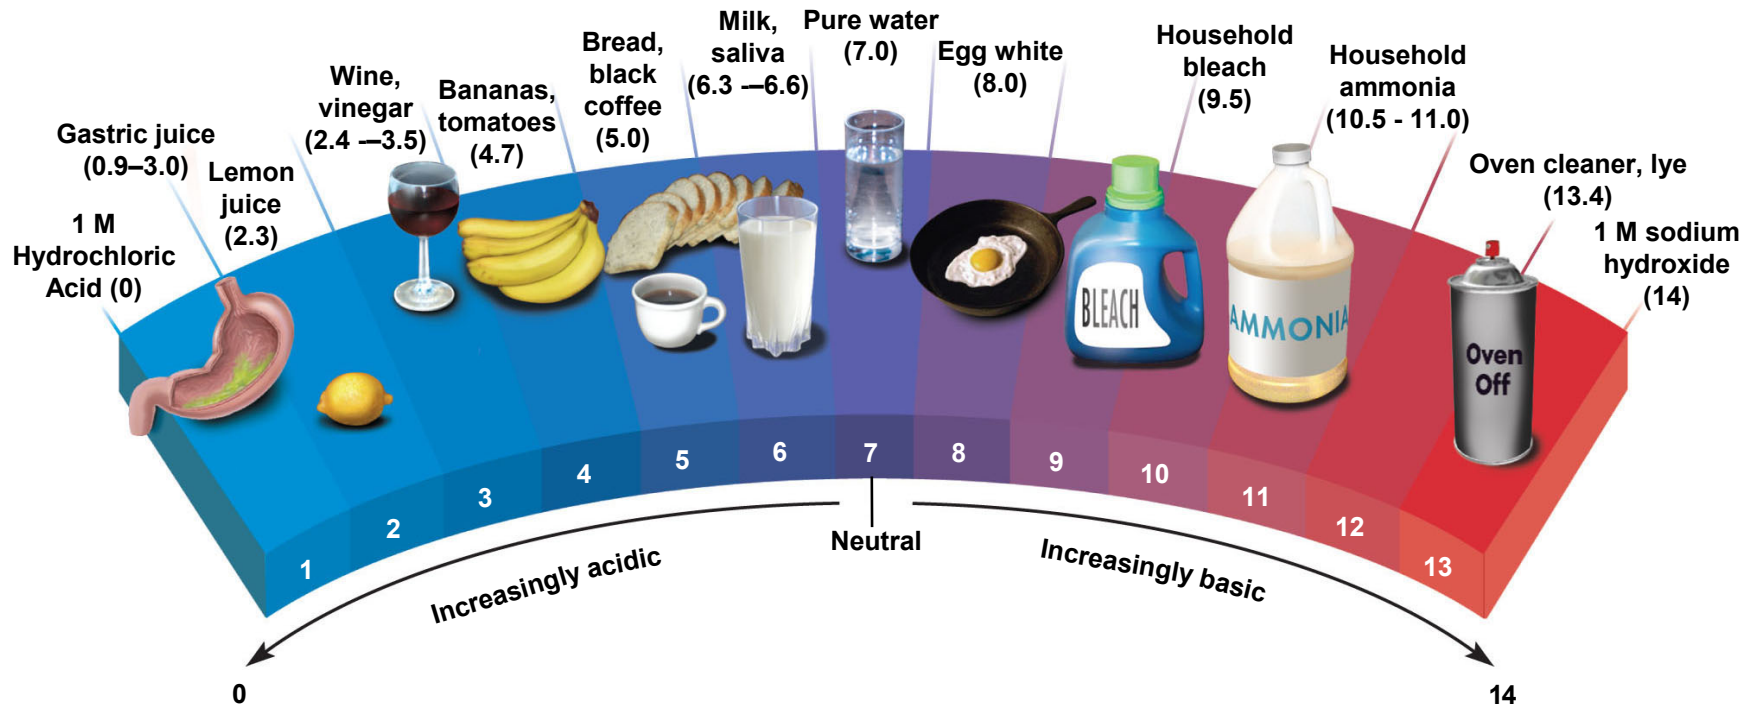 1 M
Hydrochloric
Acid (0)
Gastric juice
(0.9–3.0)
Lemon
juice
(2.3)
Wine,
vinegar
(2.4 -–3.5)
Bananas,
tomatoes
(4.7)
Bread,
black
coffee
(5.0)
Milk,
saliva
(6.3 -–6.6)
Pure water
(7.0)
Egg white
(8.0)
Household
bleach
(9.5)
Household
ammonia
(10.5 - 11.0)
Oven cleaner, lye
(13.4)
1 M sodium
hydroxide
(14)
BLEACH
AMMONIA
Oven
Off
1
2
3
4
5
6
7
8
9
10
11
12
13
Neutral
Increasingly acidic
Increasingly basic
0
14